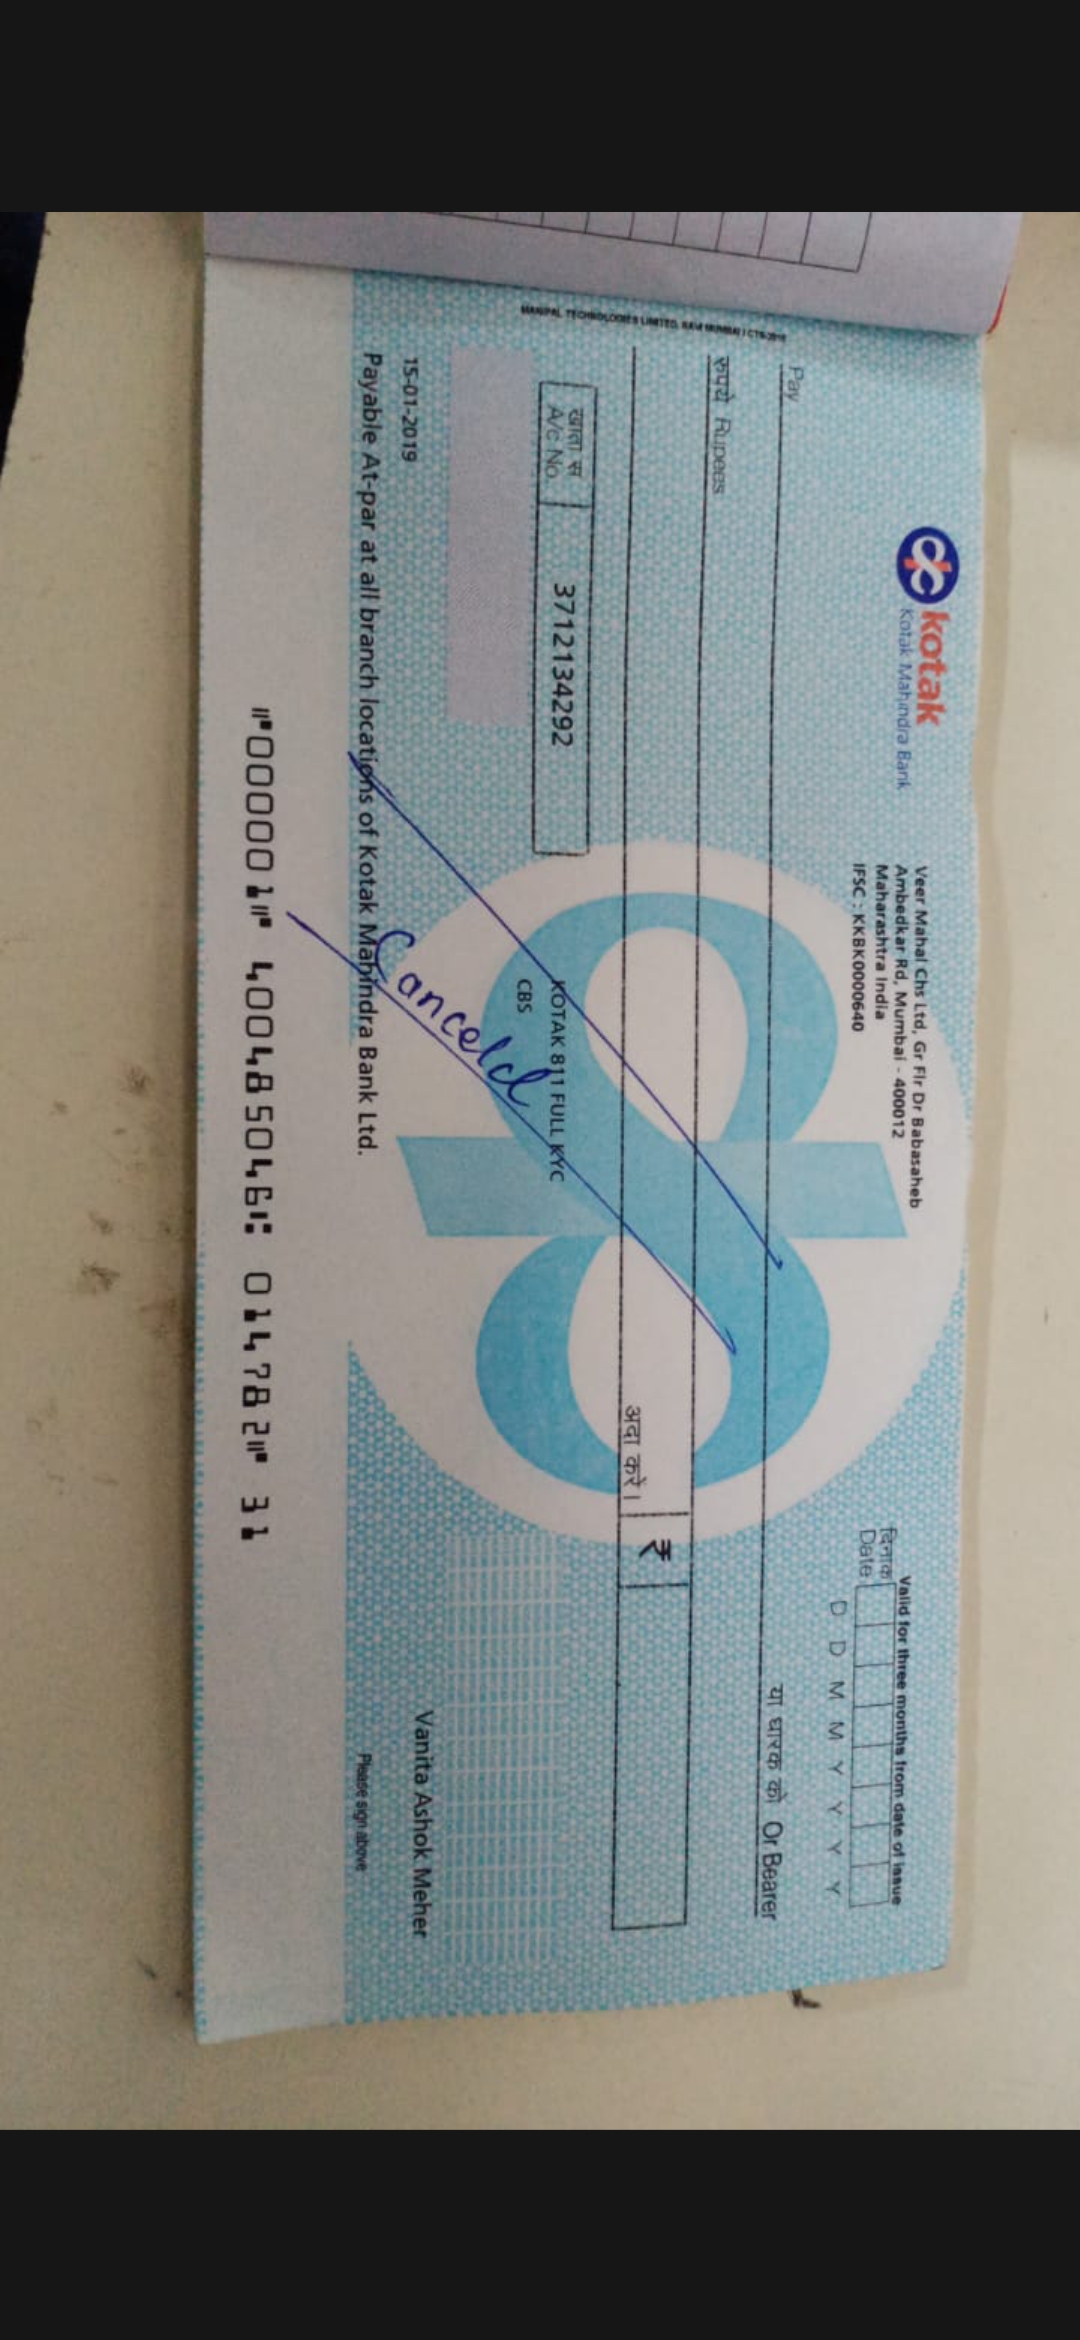 kotak
Kotak Mahindra Bank
Veer Mahal Chs Ltd, Gr Flr Dr Babasaheb
Ambedkar Rd, Mumbai - 400012
Maharashtra India
IFSC : KKBK0000640
Valid for three months from date of issue
दिनांक
Date
D D M M Y Y Y Y
Pay
या धारक को Or Bearer
रुपये Rupees
अदा करें।
₹
खाता सं
A/c No.
3712134292
KOTAK 811 FULL KYC
CBS
Canceld
15-01-2019
Vanita Ashok Meher
Payable At-par at all branch locations of Kotak Mahindra Bank Ltd.
Please sign above
MANIPAL TECHNOLOGIES LIMITED, NAVI MUMBAI / CTS-2010
⑈000001⑈ 400485046⑆ 014782⑈ 31